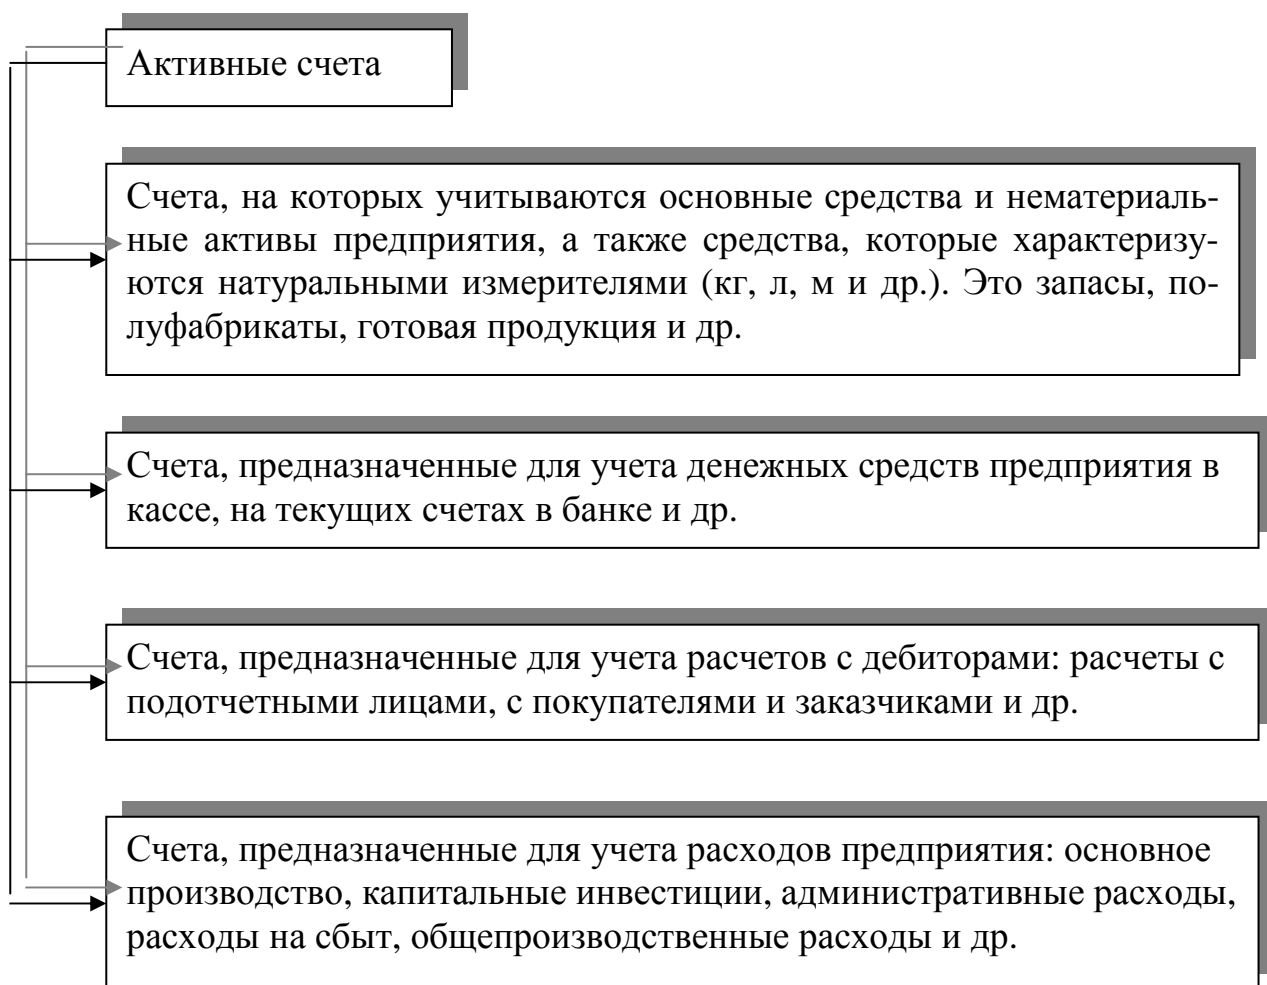 Активные счета
Счета, на которых учитываются основные средства и нематериаль-
ные активы предприятия, а также средства, которые характеризу-
ются натуральными измерителями (кг, л, м и др.). Это запасы, по-
луфабрикаты, готовая продукция и др.
Счета, предназначенные для учета денежных средств предприятия в
кассе, на текущих счетах в банке и др.
Счета, предназначенные для учета расчетов с дебиторами: расчеты с
подотчетными лицами, с покупателями и заказчиками и др.
Счета, предназначенные для учета расходов предприятия: основное
производство, капитальные инвестиции, административные расходы,
расходы на сбыт, общепроизводственные расходы и др.